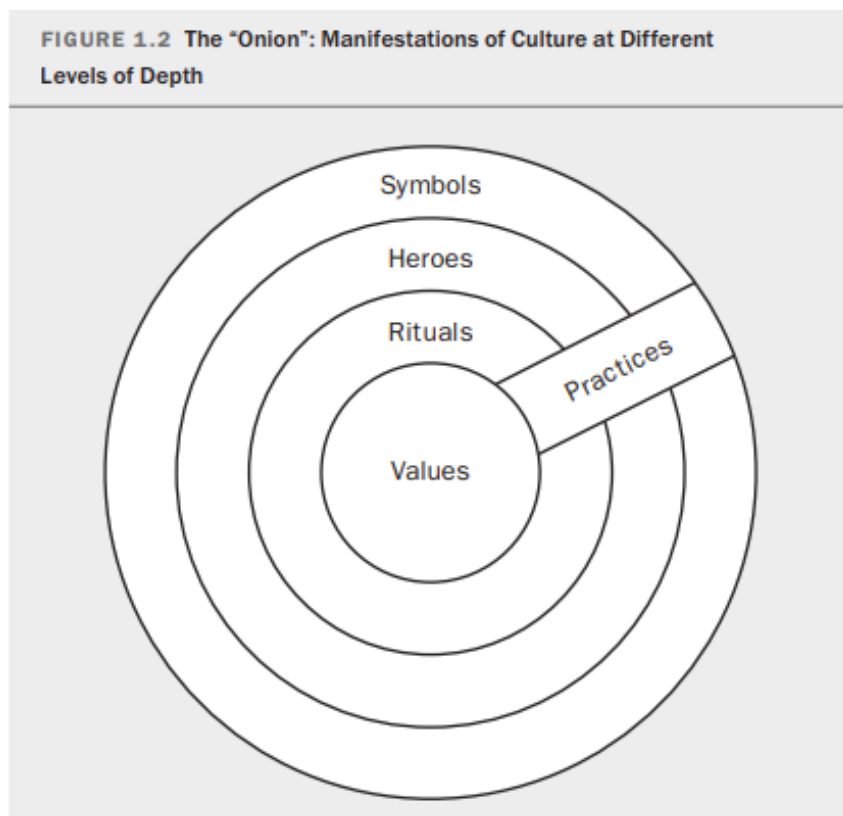 FIGURE 1.2 The “Onion”: Manifestations of Culture at Different
Levels of Depth
Symbols
Heroes
Rituals
Practices
Values